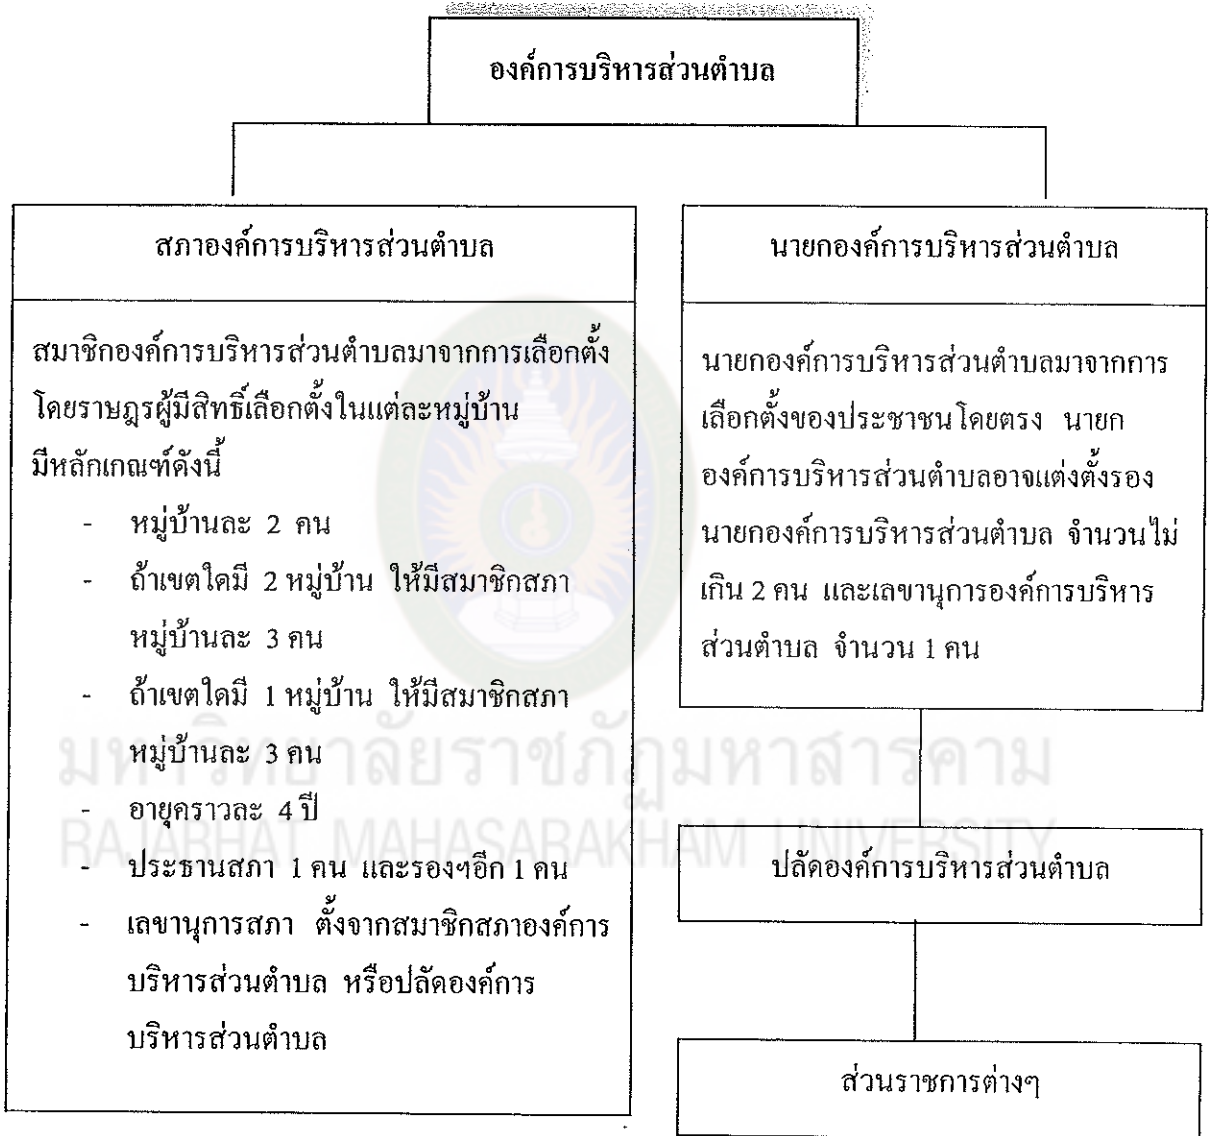 องค์การบริหารส่วนตำบล
สภาองค์การบริหารส่วนตำบล
สมาชิกองค์การบริหารส่วนตำบลมาจากการเลือกตั้ง
โดยราษฎรผู้มีสิทธิ์เลือกตั้งในแต่ละหมู่บ้าน
มีหลักเกณฑ์ดังนี้
- หมู่บ้านละ 2 คน
- ถ้าเขตใดมี 2 หมู่บ้าน ให้มีสมาชิกสภา
หมู่บ้านละ 3 คน
- ถ้าเขตใดมี 1 หมู่บ้าน ให้มีสมาชิกสภา
หมู่บ้านละ 3 คน
- อายุคราวละ 4 ปี
- ประธานสภา 1 คน และรองฯอีก 1 คน
- เลขานุการสภา ตั้งจากสมาชิกสภาองค์การ
บริหารส่วนตำบล หรือปลัดองค์การ
บริหารส่วนตำบล
นายกองค์การบริหารส่วนตำบล
นายกองค์การบริหารส่วนตำบลมาจากการ
เลือกตั้งของประชาชนโดยตรง นายก
องค์การบริหารส่วนตำบลอาจแต่งตั้งรอง
นายกองค์การบริหารส่วนตำบล จำนวนไม่
เกิน 2 คน และเลขานุการองค์การบริหาร
ส่วนตำบล จำนวน 1 คน
ปลัดองค์การบริหารส่วนตำบล
ส่วนราชการต่างๆ
มหาวิทยาลัยราชภัฏมหาสารคาม
RAJABHAT MAHASARAKHAM UNIVERSITY